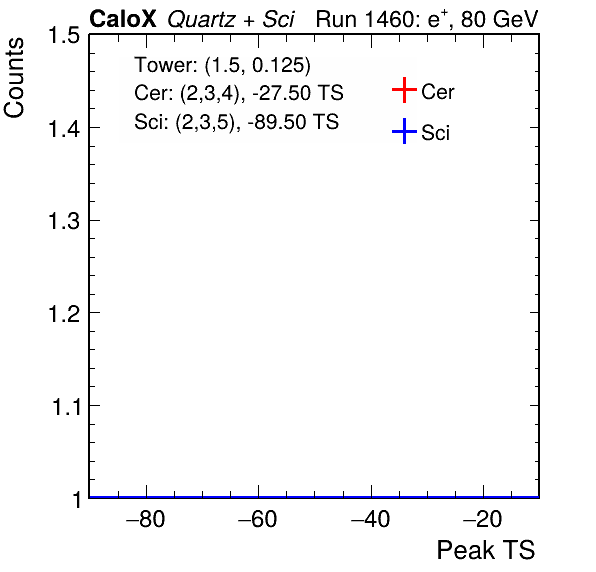 CaloX Quartz + Sci Run 1460: e⁺, 80 GeV
Counts
1.5
Tower: (1.5, 0.125)
Cer: (2,3,4), -27.50 TS
Sci: (2,3,5), -89.50 TS
Cer
Sci
1.4
1.3
1.2
1.1
1
−80 −60 −40 −20
Peak TS